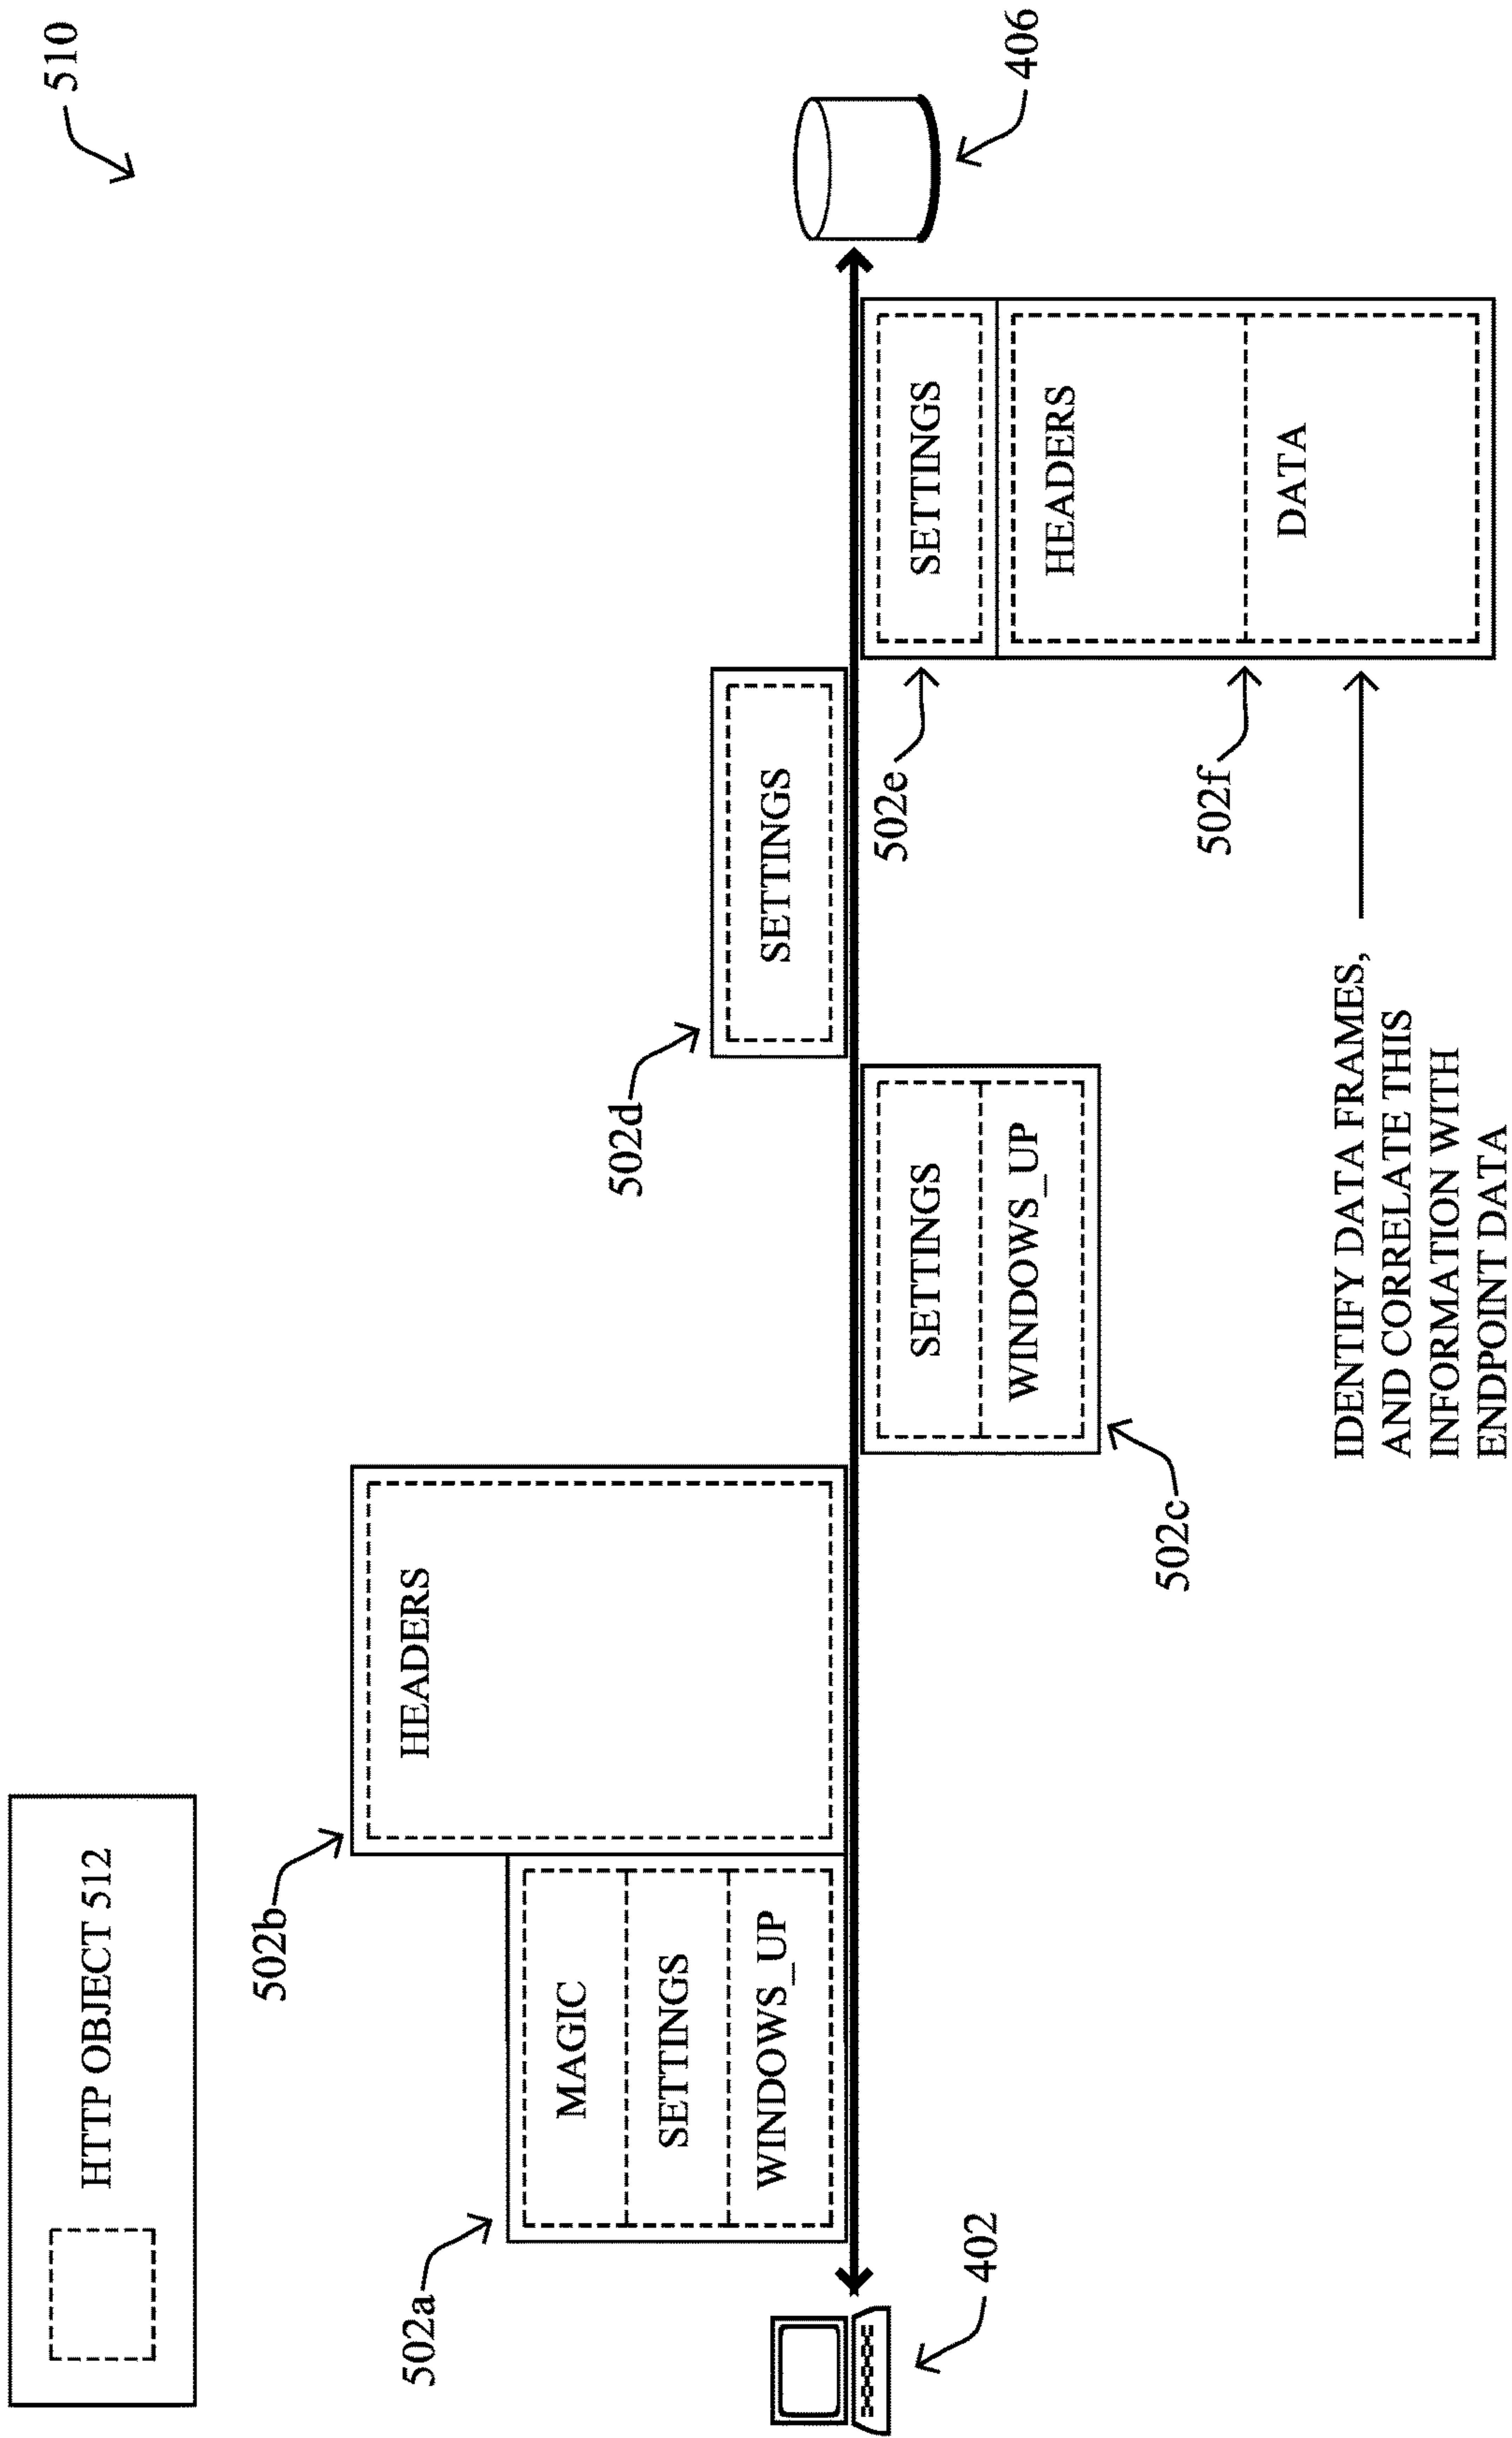 510
HTTP OBJECT 512
502b
HEADERS
502a
MAGIC
SETTINGS
WINDOWS_UP
502d
SETTINGS
406
402
SETTINGS
WINDOWS_UP
502c
502e
SETTINGS
502f
HEADERS
DATA
IDENTIFY DATA FRAMES,
AND CORRELATE THIS
INFORMATION WITH
ENDPOINT DATA